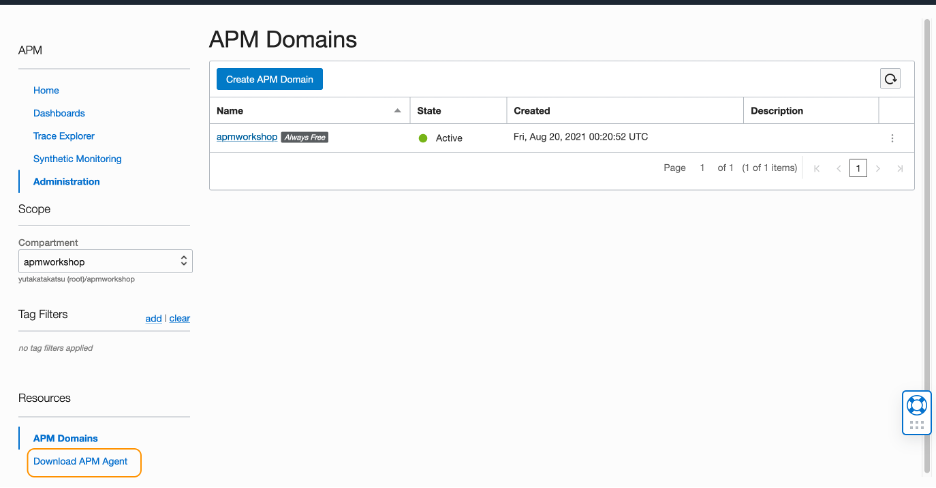 APM
Home
Dashboards
Trace Explorer
Synthetic Monitoring
Administration
Scope
Compartment
apmworkshop
yutakatakatsu (root)/apmworkshop
Tag Filters add | clear
no tag filters applied
Resources
APM Domains
Download APM Agent
APM Domains
Create APM Domain
Name State Created Description
apmworkshop Always Free Active Fri, Aug 20, 2021 00:20:52 UTC
Page 1 of 1 (1 of 1 items) 1